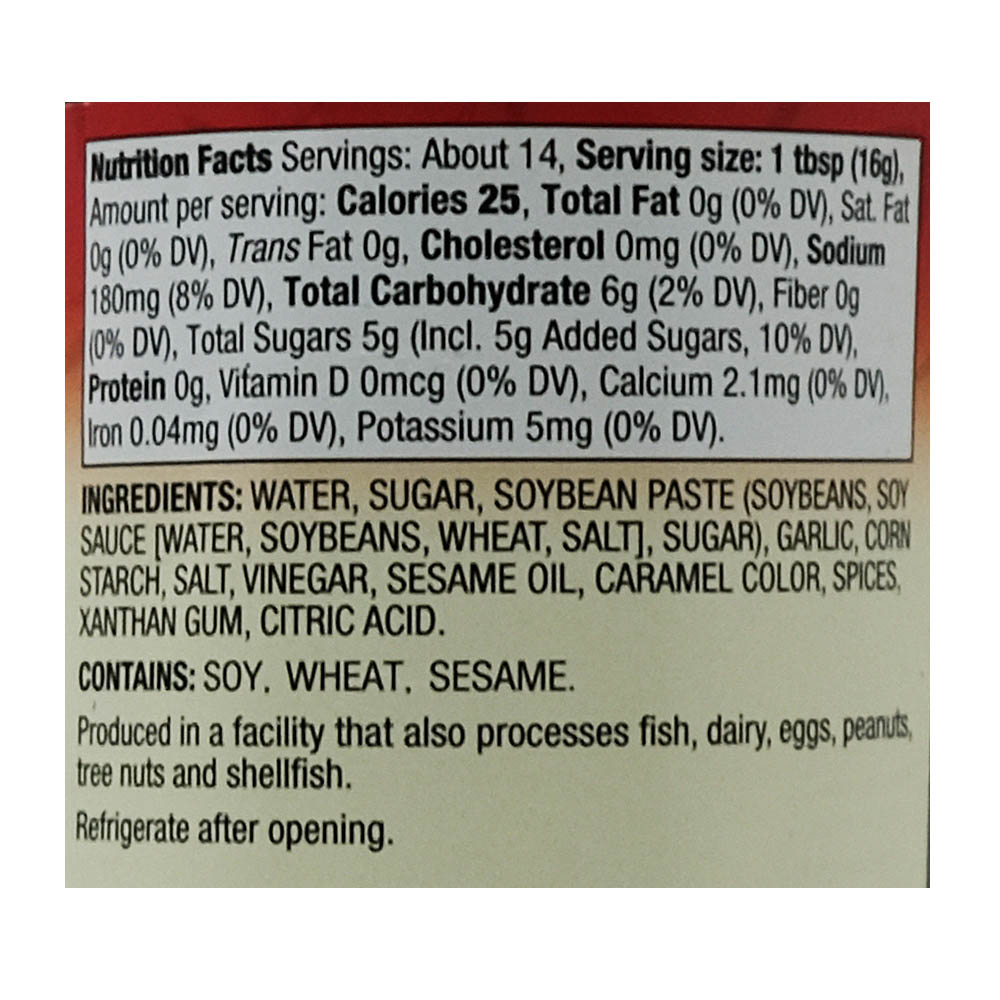 Nutrition Facts Servings: About 14, Serving size: 1 tbsp (16g),
Amount per serving: Calories 25, Total Fat 0g (0% DV), Sat. Fat
0g (0% DV), Trans Fat 0g, Cholesterol 0mg (0% DV), Sodium
180mg (8% DV), Total Carbohydrate 6g (2% DV), Fiber 0g
(0% DV), Total Sugars 5g (Incl. 5g Added Sugars, 10% DV),
Protein 0g, Vitamin D 0mcg (0% DV), Calcium 2.1mg (0% DV),
Iron 0.04mg (0% DV), Potassium 5mg (0% DV).
INGREDIENTS: WATER, SUGAR, SOYBEAN PASTE (SOYBEANS, SOY
SAUCE [WATER, SOYBEANS, WHEAT, SALT], SUGAR), GARLIC, CORN
STARCH, SALT, VINEGAR, SESAME OIL, CARAMEL COLOR, SPICES,
XANTHAN GUM, CITRIC ACID.
CONTAINS: SOY, WHEAT, SESAME.
Produced in a facility that also processes fish, dairy, eggs, peanuts,
tree nuts and shellfish.
Refrigerate after opening.